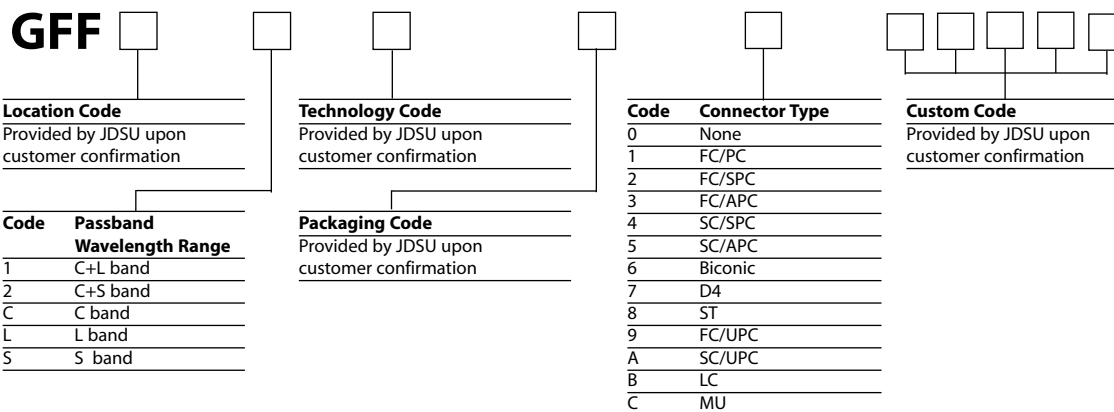 GFF
Location Code
Provided by JDSU upon
customer confirmation
Code Passband
Wavelength Range
1 C+L band
2 C+S band
C C band
L L band
S S band
Technology Code
Provided by JDSU upon
customer confirmation
Packaging Code
Provided by JDSU upon
customer confirmation
Code Connector Type
0 None
1 FC/PC
2 FC/SPC
3 FC/APC
4 SC/SPC
5 SC/APC
6 Biconic
7 D4
8 ST
9 FC/UPC
A SC/UPC
B LC
C MU
Custom Code
Provided by JDSU upon
customer confirmation